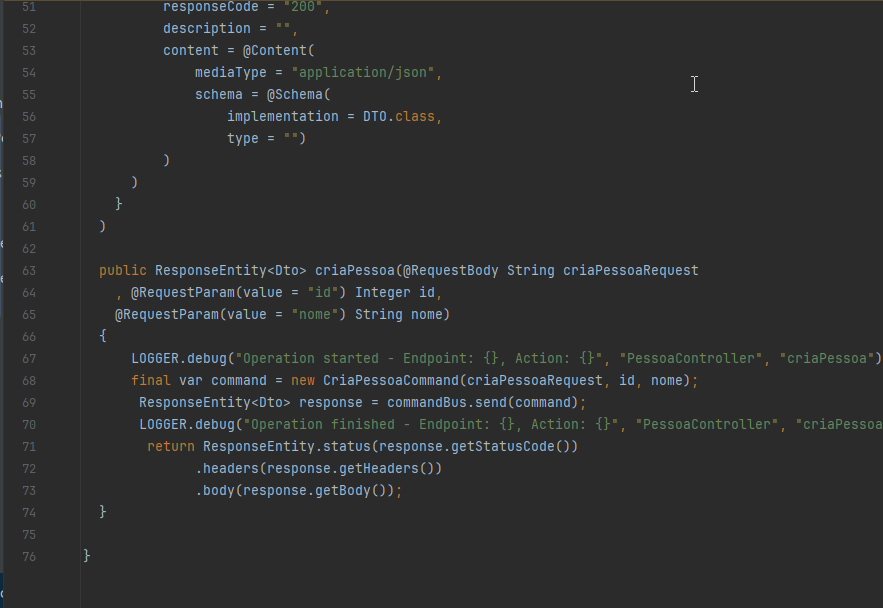 51 responseCode = "200",
52 description = "",
53 content = @Content(
54 mediaType = "application/json",
55 schema = @Schema(
56 implementation = DTO.class,
57 type = "")
58 )
59 )
60 }
61 )
62
63 public ResponseEntity<Dto> criaPessoa(@RequestBody String criaPessoaRequest
64 , @RequestParam(value = "id") Integer id,
65 @RequestParam(value = "nome") String nome)
66 {
67 LOGGER.debug("Operation started - Endpoint: {}, Action: {}", "PessoaController", "criaPessoa")
68 final var command = new CriaPessoaCommand(criaPessoaRequest, id, nome);
69 ResponseEntity<Dto> response = commandBus.send(command);
70 LOGGER.debug("Operation finished - Endpoint: {}, Action: {}", "PessoaController", "criaPessoa
71 return ResponseEntity.status(response.getStatusCode())
72 .headers(response.getHeaders())
73 .body(response.getBody());
74 }
75
76 }